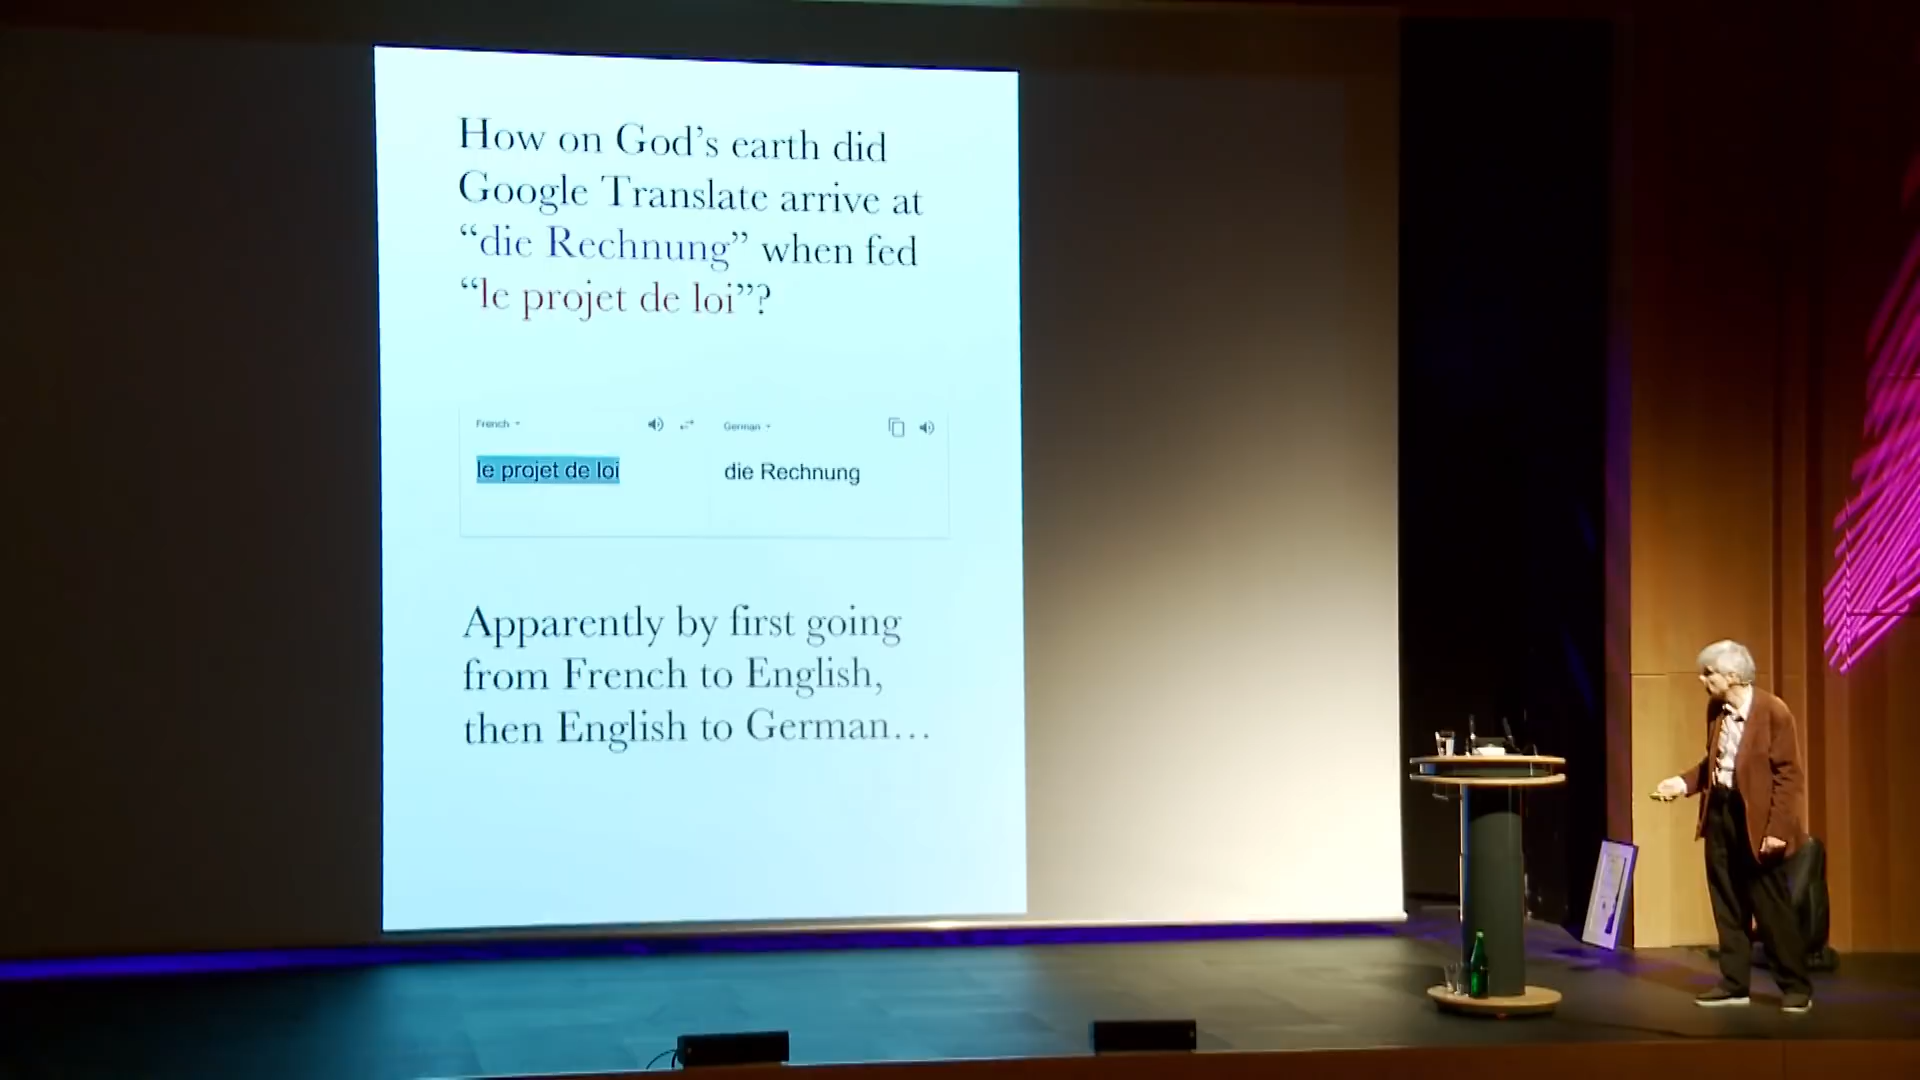 How on God's earth did
Google Translate arrive at
“die Rechnung” when fed
“le projet de loi”?
French
German
le projet de loi
die Rechnung
Apparently by first going
from French to English,
then English to German…